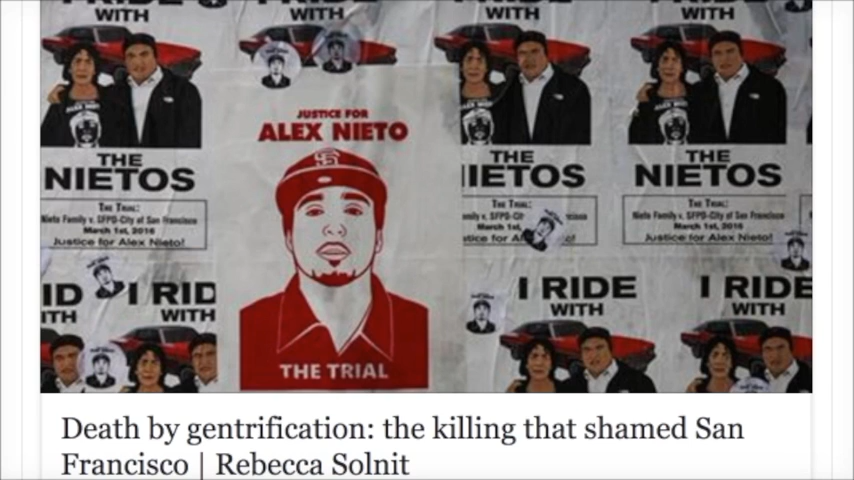 WITH
WITH
WITH
WITH
THE
NIETOS
THE TRIAL:
Nieto Family v. SFPD-City of San Francisco
March 1st, 2016
Justice for Alex Nieto!
JUSTICE FOR
ALEX NIETO
THE TRIAL
THE
IETOS
THE TRIAL:
March 1st,
THE
NIETOS
THE TRIAL:
Nieto Family v. SFPD-City of San Francisco
March 1st, 2016
Justice for Alex Nieto!
ID
ITH
I RID
WITH
I RIDE
WITH
I RIDE
WITH
Death by gentrification: the killing that shamed San
Francisco | Rebecca Solnit